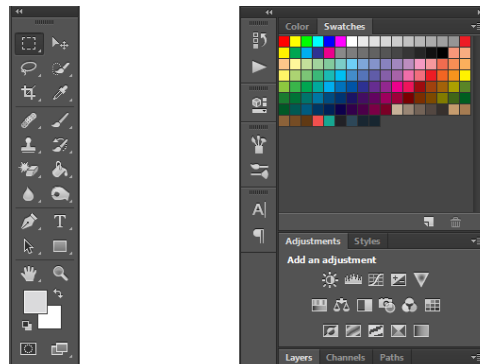 Color Swatches
T
A
Adjustments Styles
Add an adjustment
Layers Channels Paths